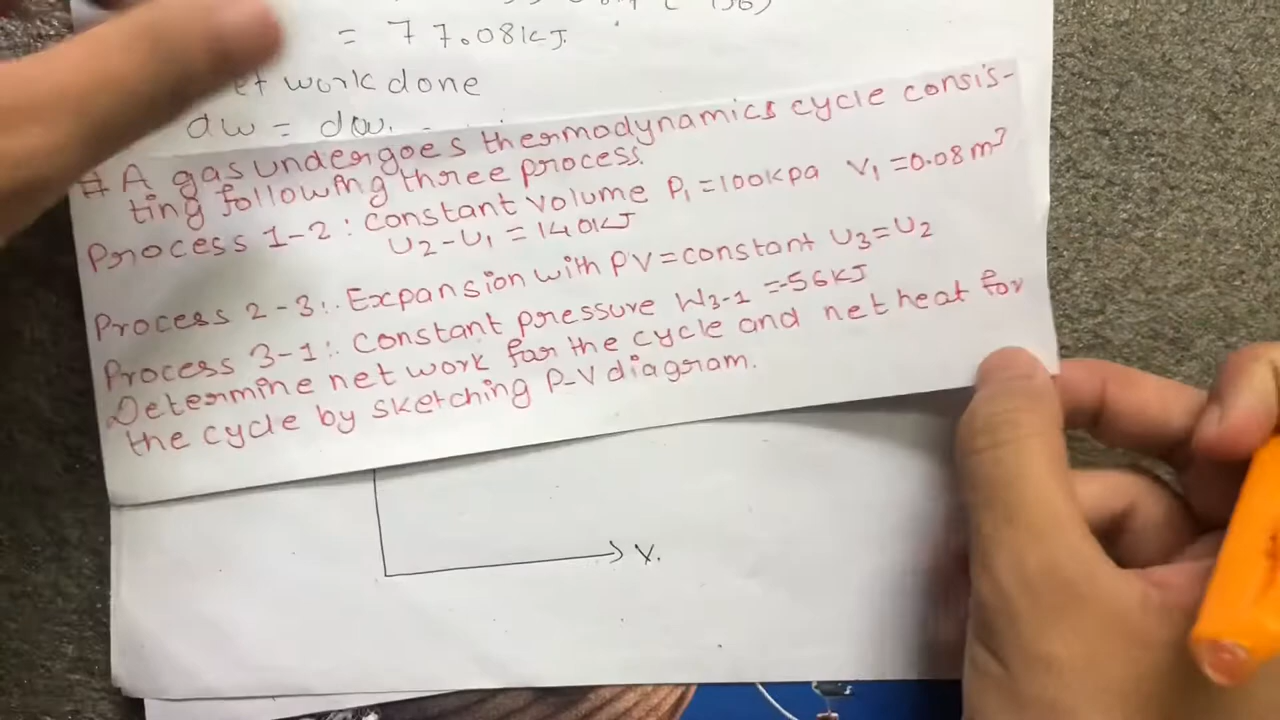 = 77.08kJ
et work done
dw = dw,
# A gas undergoes thermodynamics cycle consis-
ting following three process.
Process 1-2: Constant volume P₁ = 100kpa V₁ = 0.08m³
U₂-U₁ = 140kJ
Process 2-3:. Expansion with PV=constant U₃=U₂
Process 3-1:. Constant pressure W₃-₁ = -56kJ
Determine net work for the cycle and net heat for
the cycle by sketching P-V diagram.
V.